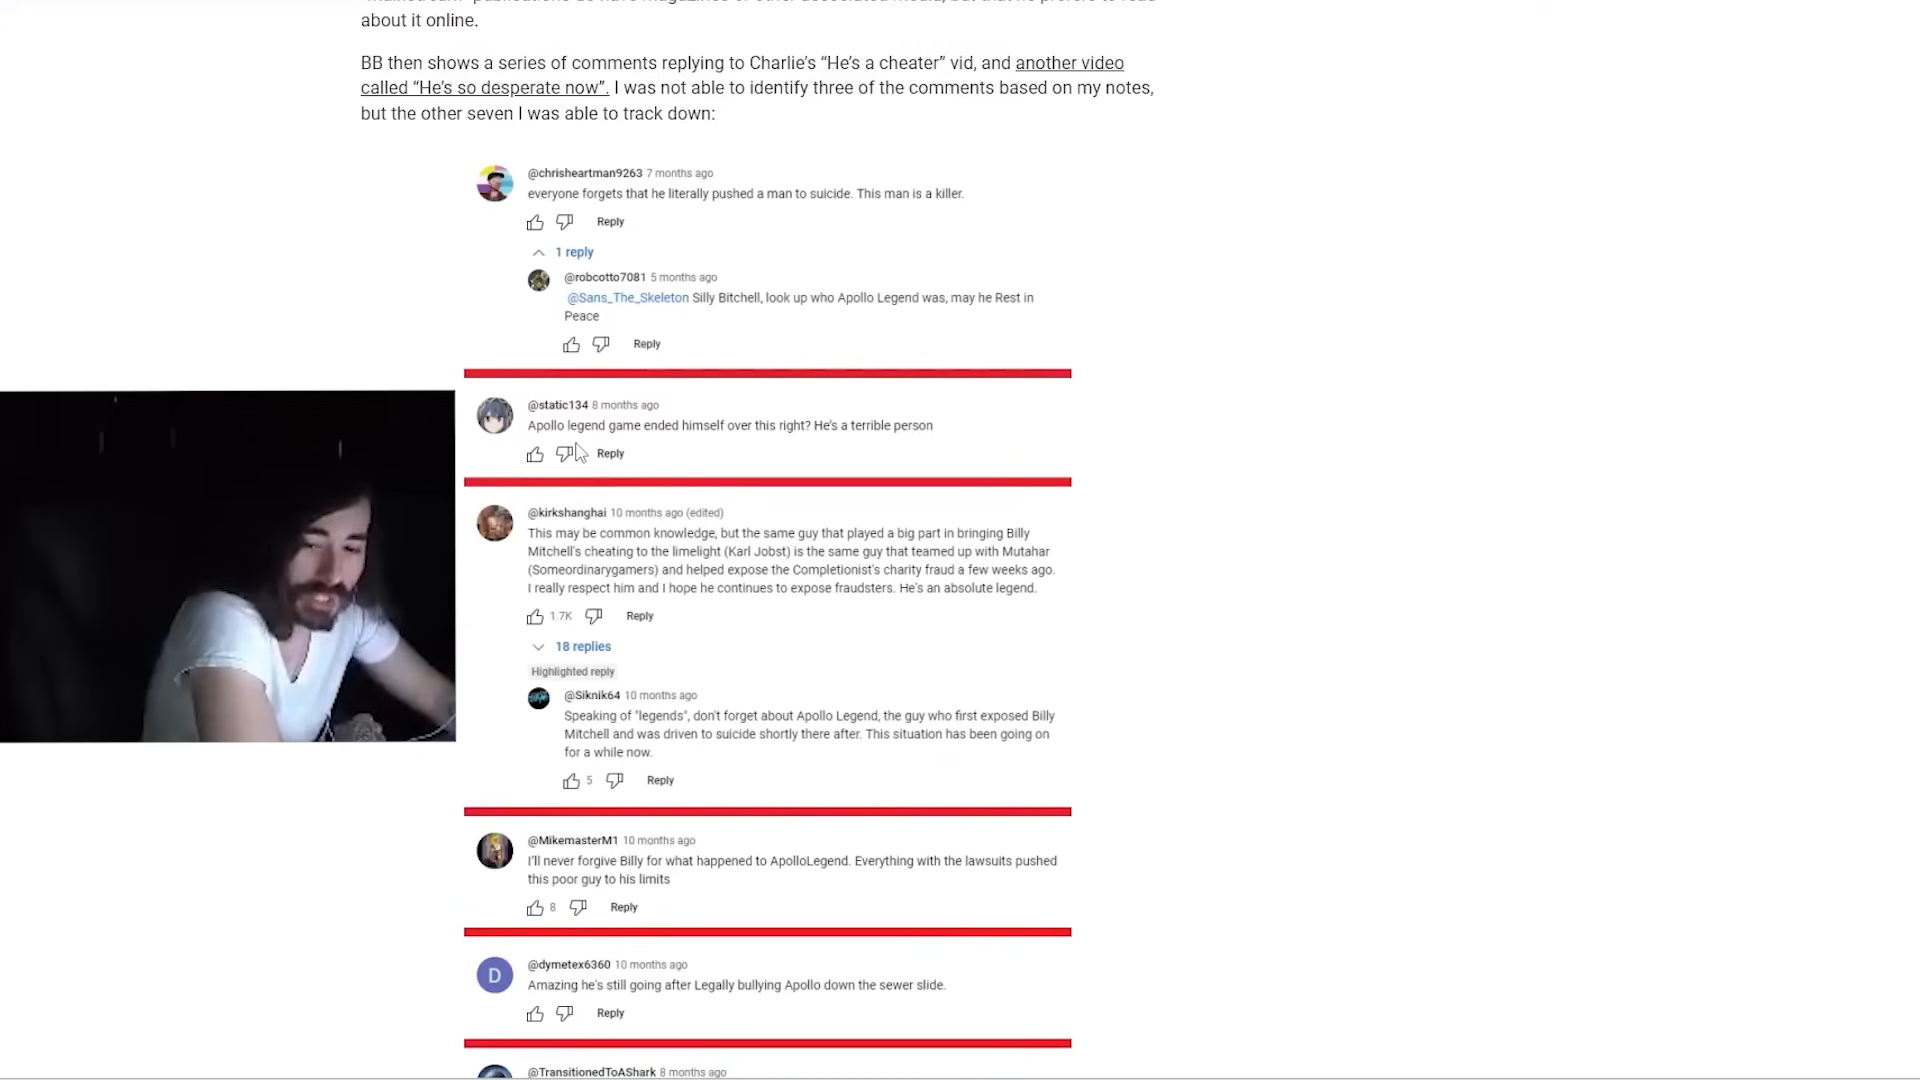 about it online.
BB then shows a series of comments replying to Charlie's “He's a cheater” vid, and another video
called “He's so desperate now”. I was not able to identify three of the comments based on my notes,
but the other seven I was able to track down:
@chrisheartman9263 7 months ago
everyone forgets that he literally pushed a man to suicide. This man is a killer.
Reply
1 reply
@robcotto7081 5 months ago
@Sans_The_Skeleton Silly Bitchell, look up who Apollo Legend was, may he Rest in
Peace
Reply
@static134 8 months ago
Apollo legend game ended himself over this right? He's a terrible person
Reply
@kirkshanghai 10 months ago (edited)
This may be common knowledge, but the same guy that played a big part in bringing Billy
Mitchell's cheating to the limelight (Karl Jobst) is the same guy that teamed up with Mutahar
(Someordinarygamers) and helped expose the Completionist's charity fraud a few weeks ago.
I really respect him and I hope he continues to expose fraudsters. He's an absolute legend.
1.7K Reply
18 replies
Highlighted reply
@Siknik64 10 months ago
Speaking of "legends", don't forget about Apollo Legend, the guy who first exposed Billy
Mitchell and was driven to suicide shortly there after. This situation has been going on
for a while now.
5 Reply
@MikemasterM1 10 months ago
I'll never forgive Billy for what happened to ApolloLegend. Everything with the lawsuits pushed
this poor guy to his limits
8 Reply
D
@dymetex6360 10 months ago
Amazing he's still going after Legally bullying Apollo down the sewer slide.
Reply
@TransitionedToAShark 8 months ago